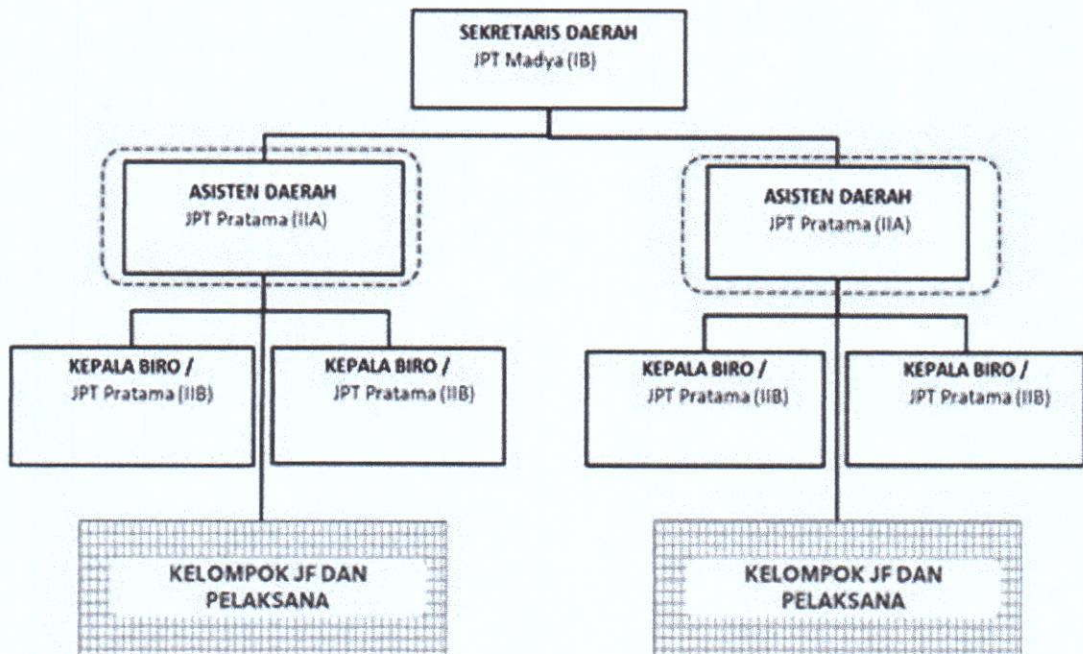 SEKRETARIS DAERAH
JPT Madya (IB)
ASISTEN DAERAH
JPT Pratama (IIA)
ASISTEN DAERAH
JPT Pratama (IIA)
KEPALA BIRO /
JPT Pratama (IIB)
KEPALA BIRO /
JPT Pratama (IIB)
KEPALA BIRO /
JPT Pratama (IIB)
KEPALA BIRO /
JPT Pratama (IIB)
KELOMPOK JF DAN
PELAKSANA
KELOMPOK JF DAN
PELAKSANA